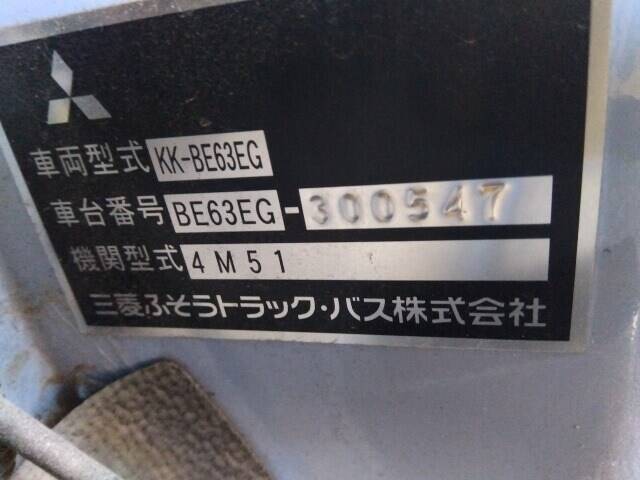 車両型式 KK-BE63EG
車台番号 BE63EG-300547
機関型式 4M51
三菱ふそうトラック・バス株式会社